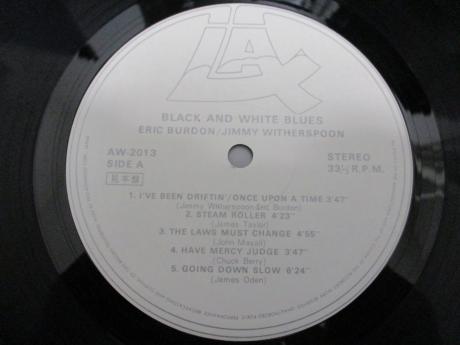 LAX
BLACK AND WHITE BLUES
ERIC BURDON/JIMMY WITHERSPOON
AW-2013
SIDE A
見本盤
STEREO
33⅓ R.P.M.
1. I'VE BEEN DRIFTIN'/ONCE UPON A TIME 3'47"
(Jimmy Witherspoon-Eric Burdon)
2. STEAM ROLLER 4'23"
(James Taylor)
3. THE LAWS MUST CHANGE 4'55"
(John Mayall)
4. HAVE MERCY JUDGE 3'47"
(Chuck Berry)
5. GOING DOWN SLOW 6'24"
(James Oden)